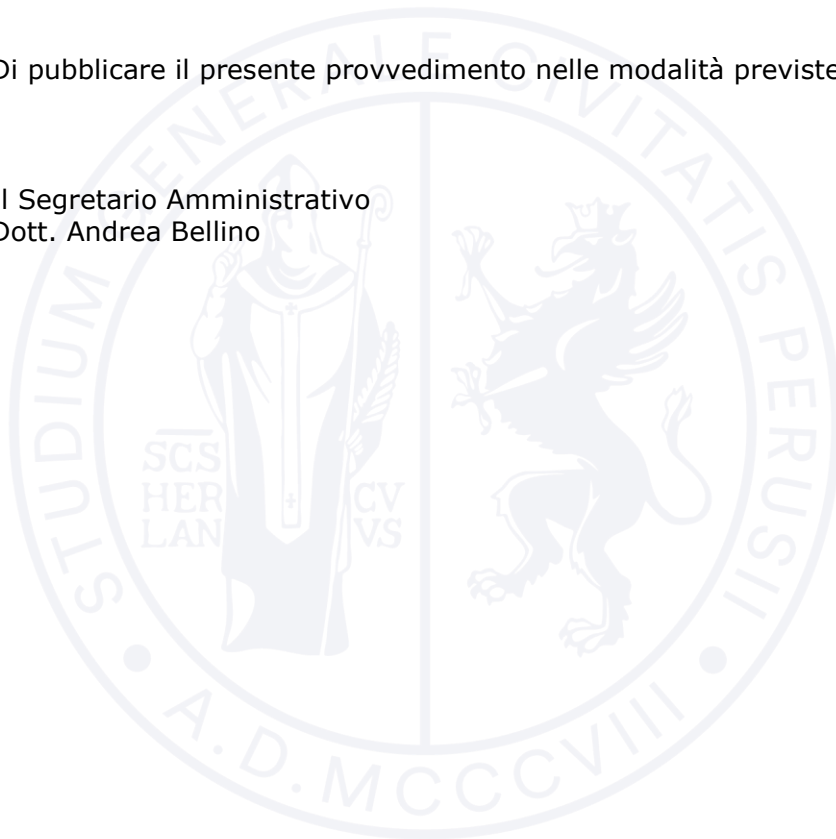 Di pubblicare il presente provvedimento nelle modalità previste
Il Segretario Amministrativo
Dott. Andrea Bellino
STUDIUM GENERALE CIVITATIS PERUSII
SCS
HER CV
LAN VS
• A.D. MCCCVIII •